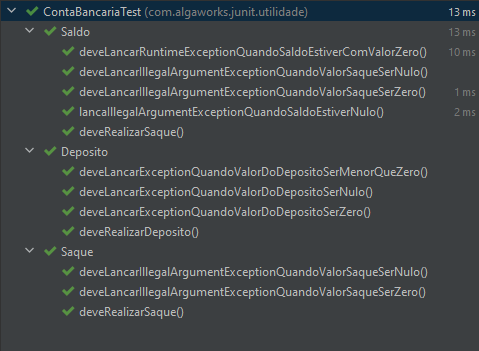 ContaBancariaTest (com.algaworks.junit.utilidade) 13 ms
Saldo 13 ms
deveLancarRuntimeExceptionQuandoSaldoEstiverComValorZero() 10 ms
deveLancarIllegalArgumentExceptionQuandoValorSaqueSerNulo()
deveLancarIllegalArgumentExceptionQuandoValorSaqueSerZero() 1 ms
lancaIllegalArgumentExceptionQuandoSaldoEstiverNulo() 2 ms
deveRealizarSaque()
Deposito
deveLancarExceptionQuandoValorDoDepositoSerMenorQueZero()
deveLancarExceptionQuandoValorDoDepositoSerNulo()
deveLancarExceptionQuandoValorDoDepositoSerZero()
deveRealizarDeposito()
Saque
deveLancarIllegalArgumentExceptionQuandoValorSaqueSerNulo()
deveLancarIllegalArgumentExceptionQuandoValorSaqueSerZero()
deveRealizarSaque()